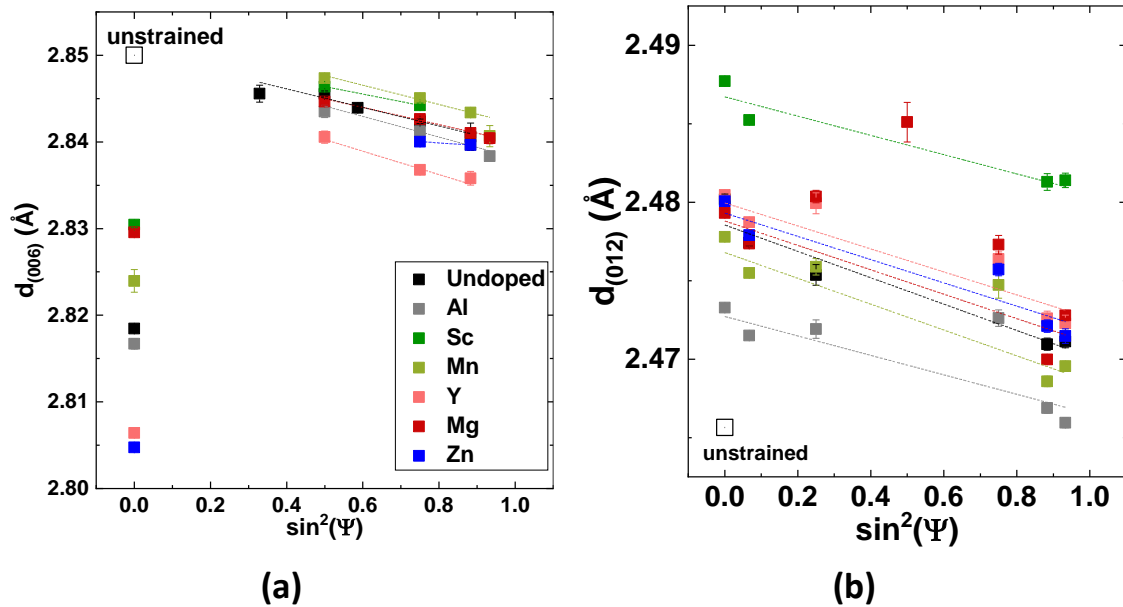 unstrained
d(006) (Å)
2.85
2.84
2.83
2.82
2.81
2.80
Undoped
Al
Sc
Mn
Y
Mg
Zn
0.0 0.2 0.4 0.6 0.8 1.0
sin²(Ψ)
(a)
d(012) (Å)
2.49
2.48
2.47
unstrained
0.0 0.2 0.4 0.6 0.8 1.0
sin²(Ψ)
(b)